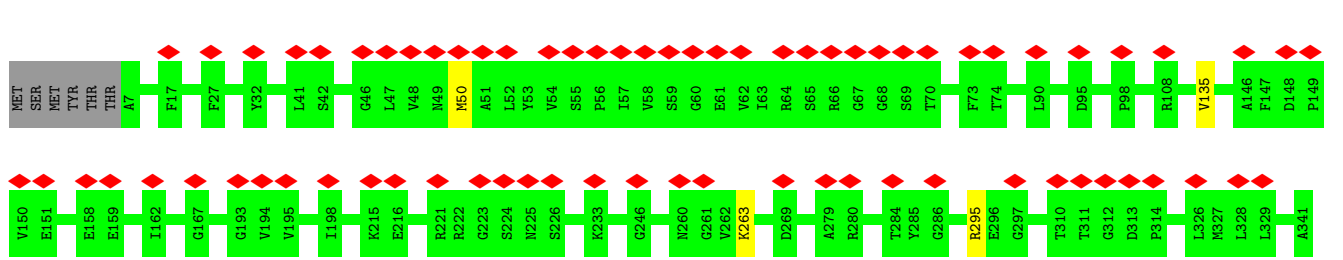 MET SER MET TYR THR THR A7 F17 F27 Y32 L41 S42 G46 L47 V48 N49 M50 A51 L52 Y53 V54 S55 P56 I57 V58 S59 G60 E61 V62 I63 R64 S65 R66 G67 G68 S69 T70 F73 T74 L90 D95 P98 R108 V135 A146 F147 D148 P149
V150 E151 E158 E159 I162 G167 G193 V194 V195 I198 K215 E216 R221 R222 G223 S224 N225 S226 K233 G246 N260 G261 V262 K263 D269 A279 R280 T284 Y285 G286 R295 E296 G297 T310 T311 G312 D313 P314 L326 M327 L328 L329 A341